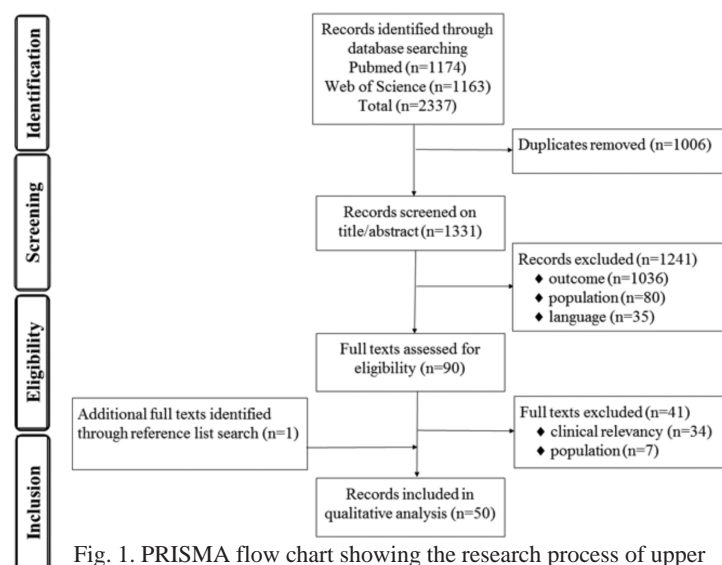 Identification
Records identified through
database searching
Pubmed (n=1174)
Web of Science (n=1163)
Total (n=2337)
Duplicates removed (n=1006)
Screening
Records screened on
title/abstract (n=1331)
Records excluded (n=1241)
♦ outcome (n=1036)
♦ population (n=80)
♦ language (n=35)
Eligibility
Full texts assessed for
eligibility (n=90)
Additional full texts identified
through reference list search (n=1)
Full texts excluded (n=41)
♦ clinical relevancy (n=34)
♦ population (n=7)
Inclusion
Records included in
qualitative analysis (n=50)
Fig. 1. PRISMA flow chart showing the research process of upper